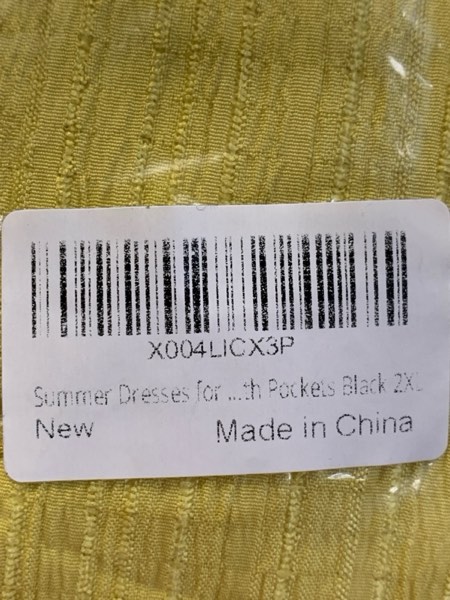 X004LICX3P
Summer Dresses for ...th Pockets Black 2XL
New
Made in China